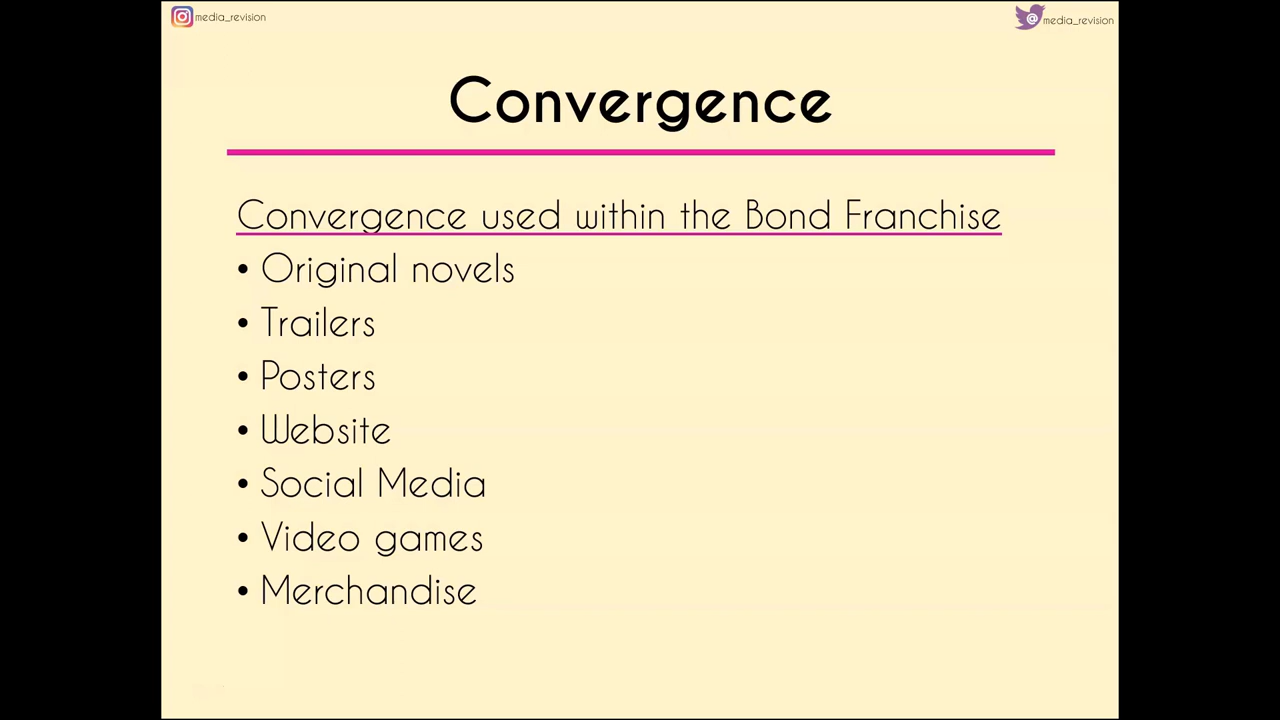 media_revision
@ media_revision
Convergence
Convergence used within the Bond Franchise
• Original novels
• Trailers
• Posters
• Website
• Social Media
• Video games
• Merchandise